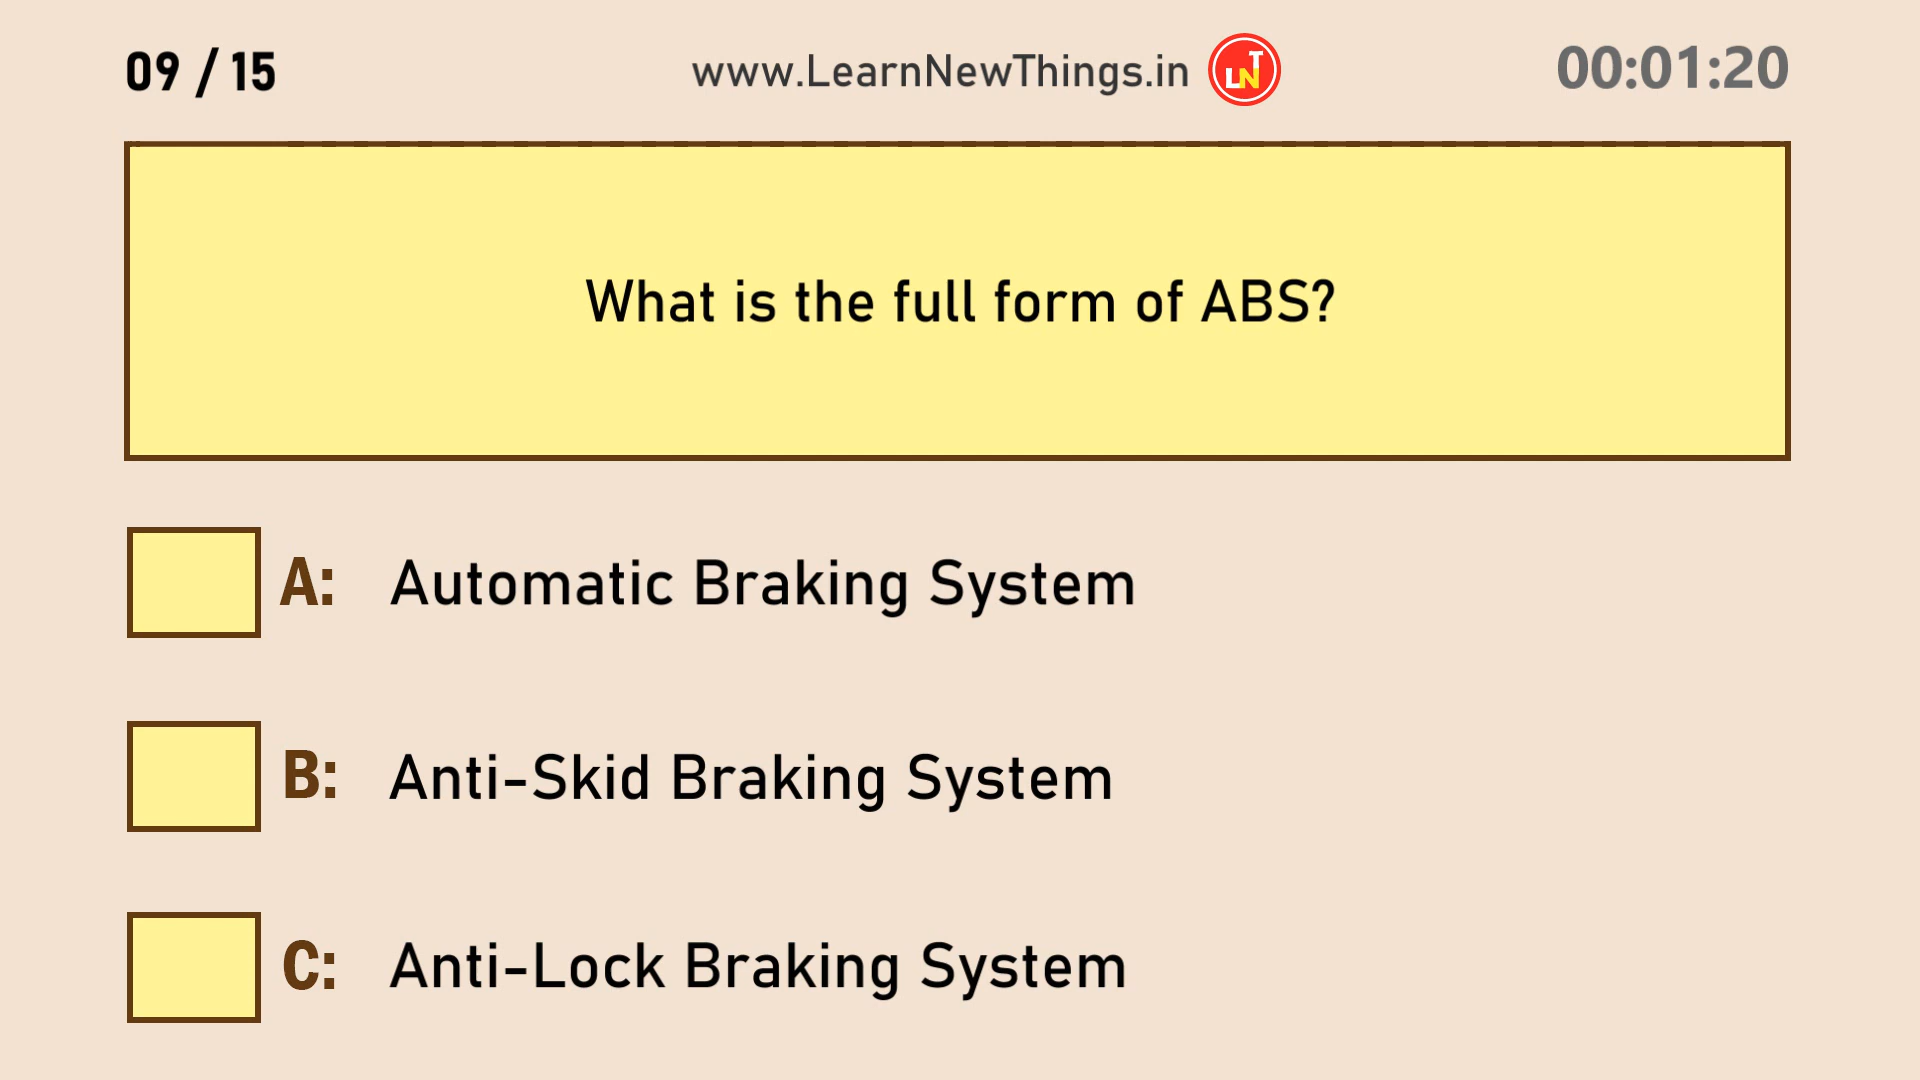 09 / 15
www.LearnNewThings.in
LNT
00:01:20
What is the full form of ABS?
A: Automatic Braking System
B: Anti-Skid Braking System
C: Anti-Lock Braking System